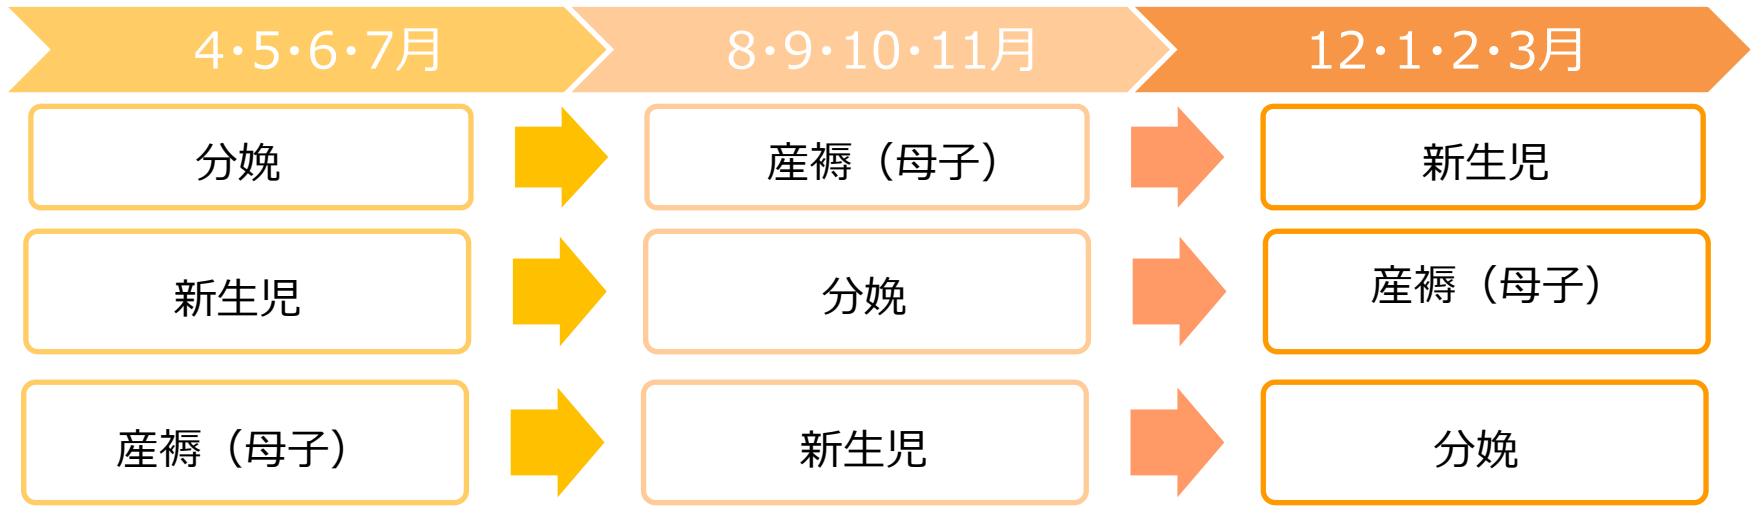 4・5・6・7月
8・9・10・11月
12・1・2・3月
分娩
産褥（母子）
新生児
新生児
分娩
産褥（母子）
産褥（母子）
新生児
分娩